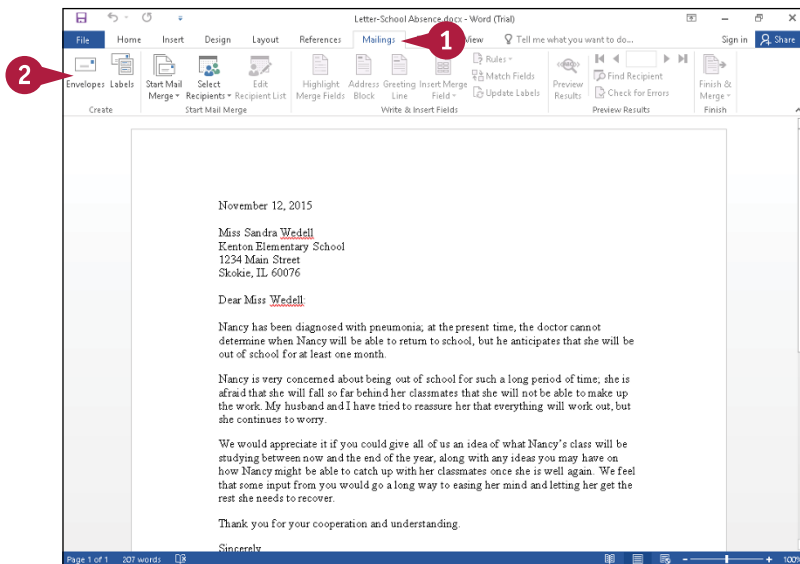 Letter-School Absence.docx - Word (Trial)
File Home Insert Design Layout References Mailings View Tell me what you want to do... Sign in Share
1
2
Envelopes Labels
Create
Start Mail Merge
Select Recipients
Edit Recipient List
Start Mail Merge
Highlight Merge Fields
Address Block
Greeting Line
Insert Merge Field
Rules
Match Fields
Update Labels
Write & Insert Fields
ABC
Preview Results
Find Recipient
Check for Errors
Preview Results
Finish & Merge
Finish
November 12, 2015
Miss Sandra Wedell
Kenton Elementary School
1234 Main Street
Skokie, IL 60076
Dear Miss Wedell:
Nancy has been diagnosed with pneumonia; at the present time, the doctor cannot
determine when Nancy will be able to return to school, but he anticipates that she will be
out of school for at least one month.
Nancy is very concerned about being out of school for such a long period of time; she is
afraid that she will fall so far behind her classmates that she will not be able to make up
the work. My husband and I have tried to reassure her that everything will work out, but
she continues to worry.
We would appreciate it if you could give all of us an idea of what Nancy's class will be
studying between now and the end of the year, along with any ideas you may have on
how Nancy might be able to catch up with her classmates once she is well again. We feel
that some input from you would go a long way to easing her mind and letting her get the
rest she needs to recover.
Thank you for your cooperation and understanding.
Sincerely
Page 1 of 1 207 words 100%